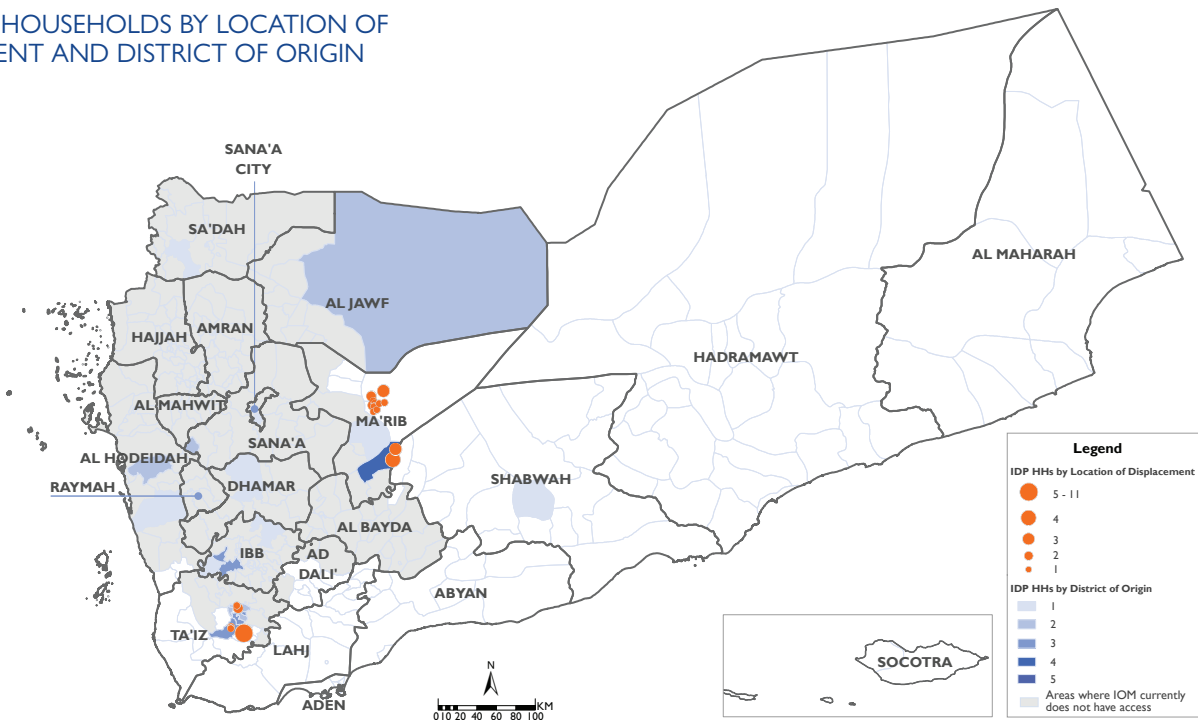 HOUSEHOLDS BY LOCATION OF
ENT AND DISTRICT OF ORIGIN
SANA'A
CITY
SA'DAH
AL JAWF
AL MAHARAH
HAJJAH
AMRAN
HADRAMAWT
AL MAHWIT
MA'RIB
SANA'A
AL HODEIDAH
RAYMAH
DHAMAR
SHABWAH
AL BAYDA
IBB
AD
DALI'
ABYAN
TA'IZ
LAHJ
ADEN
SOCOTRA
N
KM
0 10 20 40 60 80 100
Legend
IDP HHs by Location of Displacement
5 - 11
4
3
2
1
IDP HHs by District of Origin
1
2
3
4
5
Areas where IOM currently
does not have access